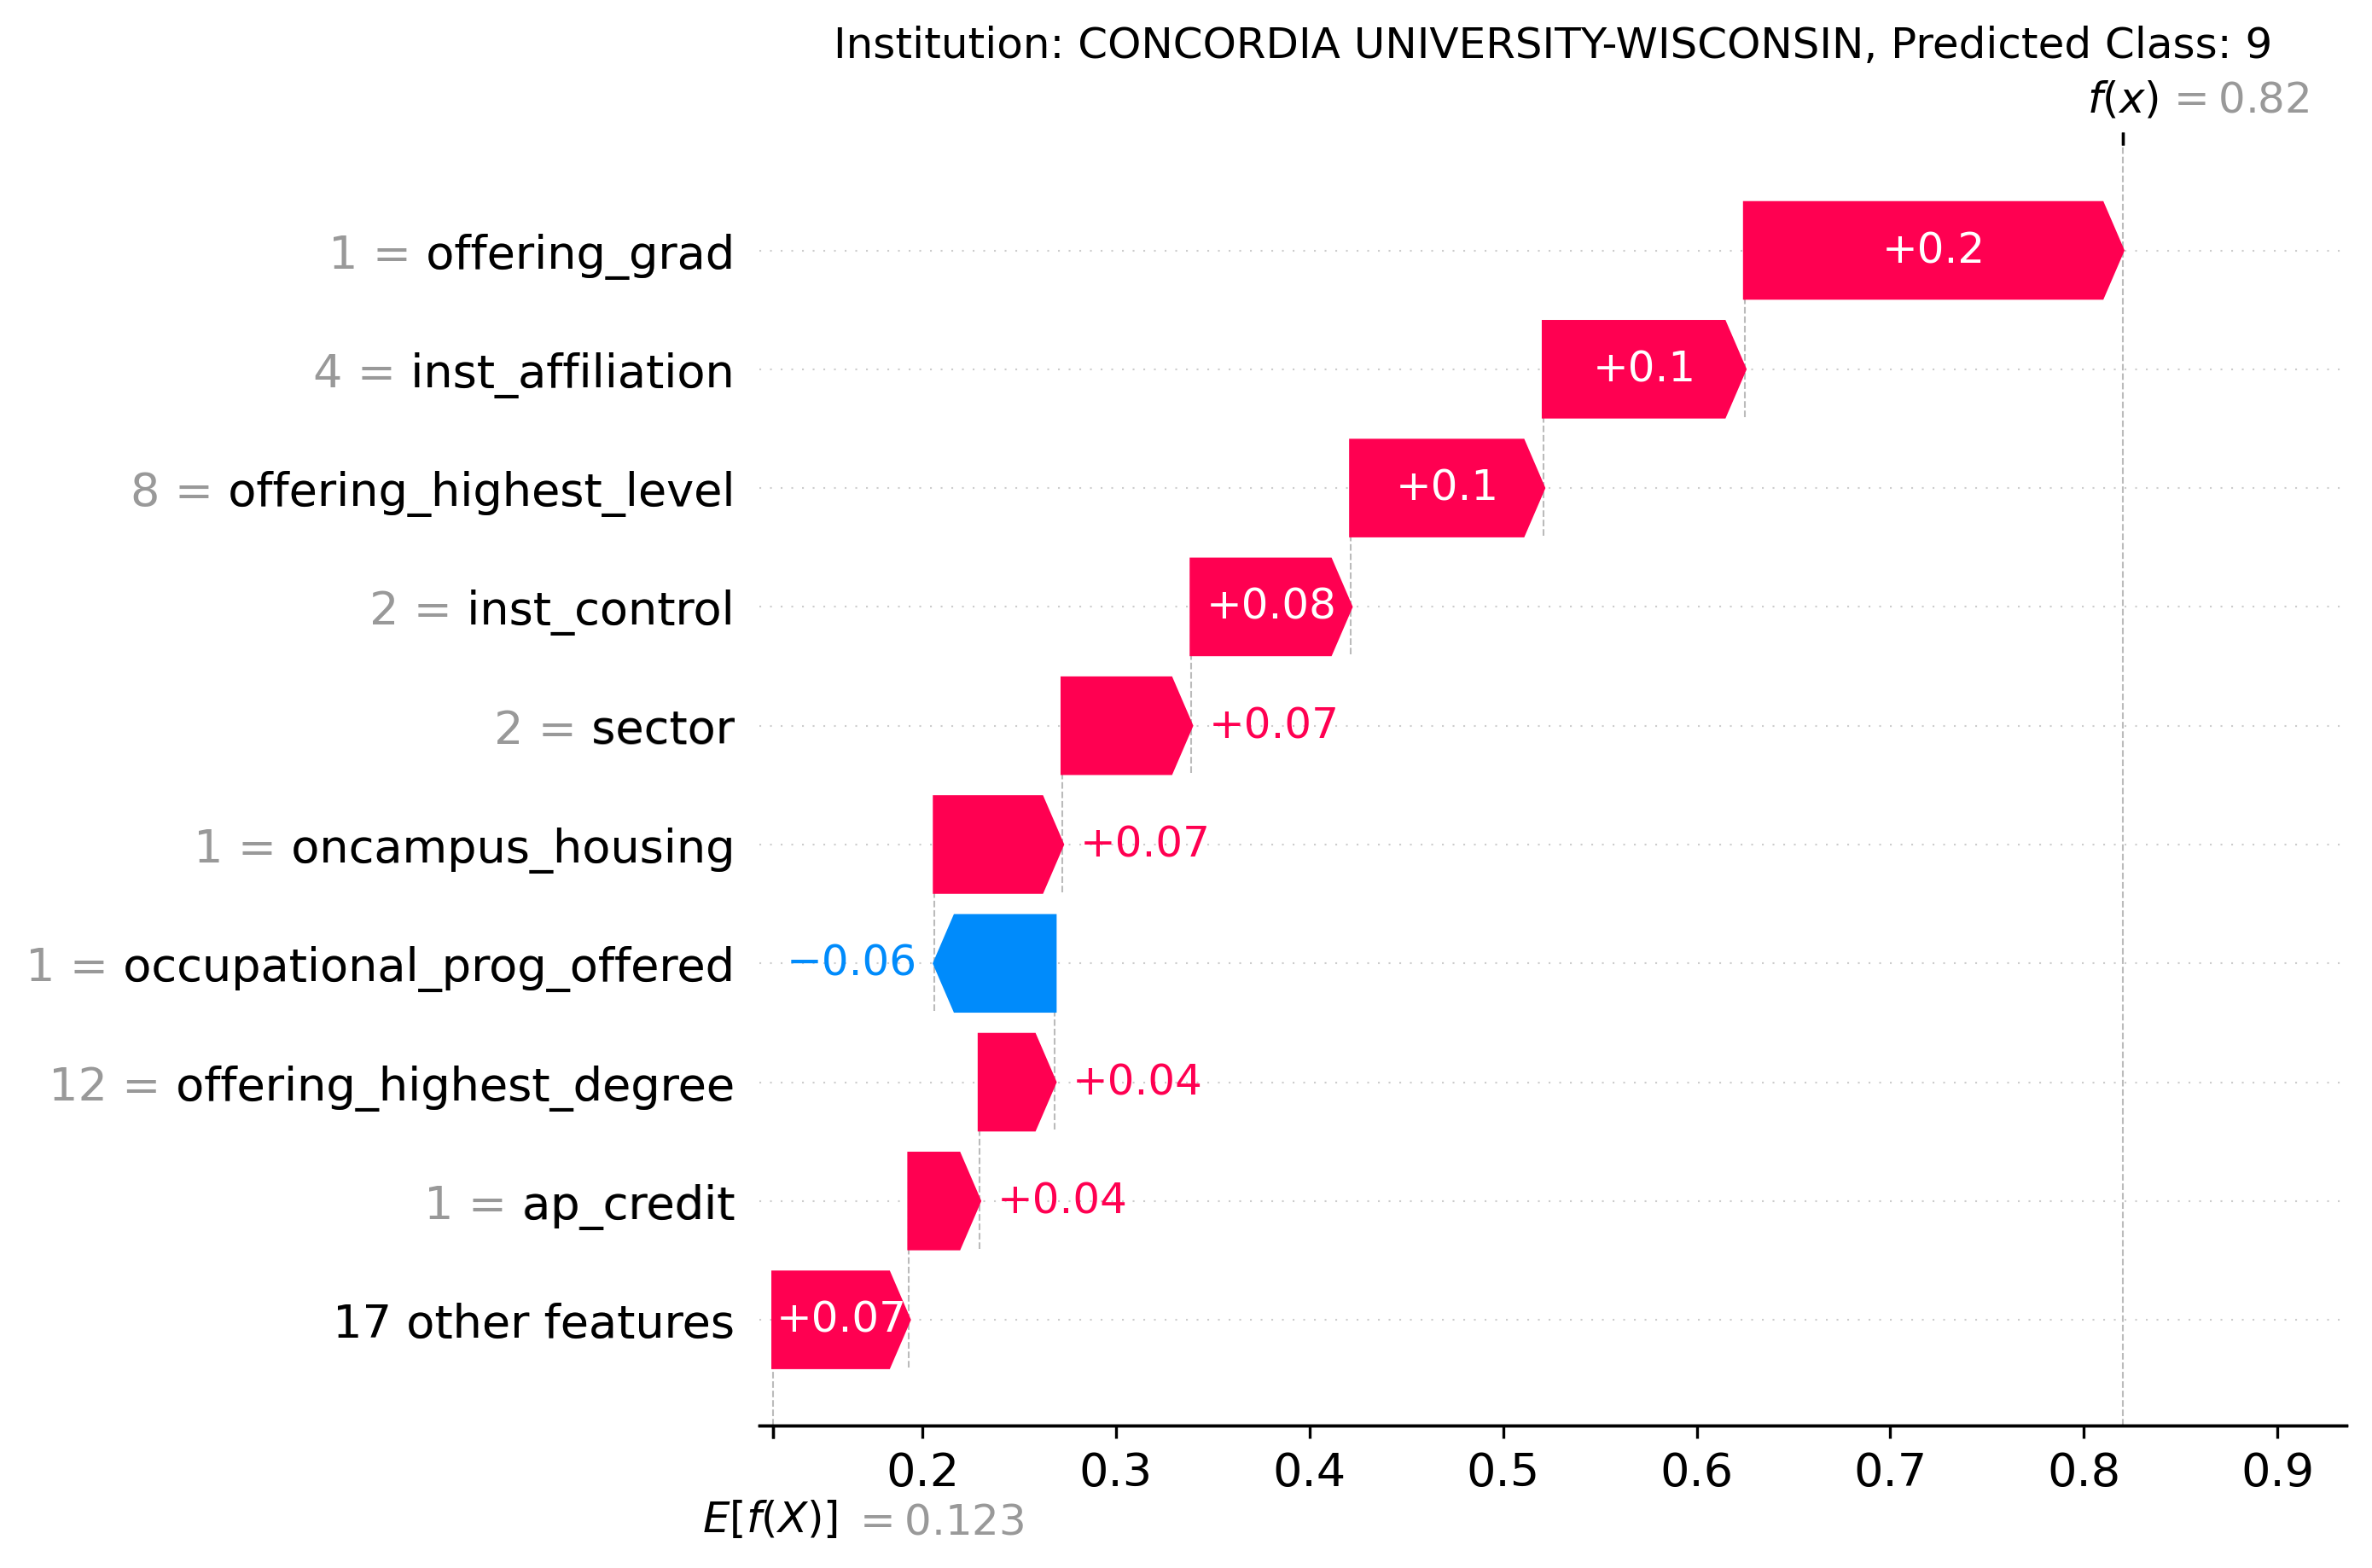 Institution: CONCORDIA UNIVERSITY-WISCONSIN, Predicted Class: 9
f(x) = 0.82
1 = offering_grad +0.2
4 = inst_affiliation +0.1
8 = offering_highest_level +0.1
2 = inst_control +0.08
2 = sector +0.07
1 = oncampus_housing +0.07
1 = occupational_prog_offered −0.06
12 = offering_highest_degree +0.04
1 = ap_credit +0.04
17 other features +0.07
0.2 0.3 0.4 0.5 0.6 0.7 0.8 0.9
E[f(X)] = 0.123